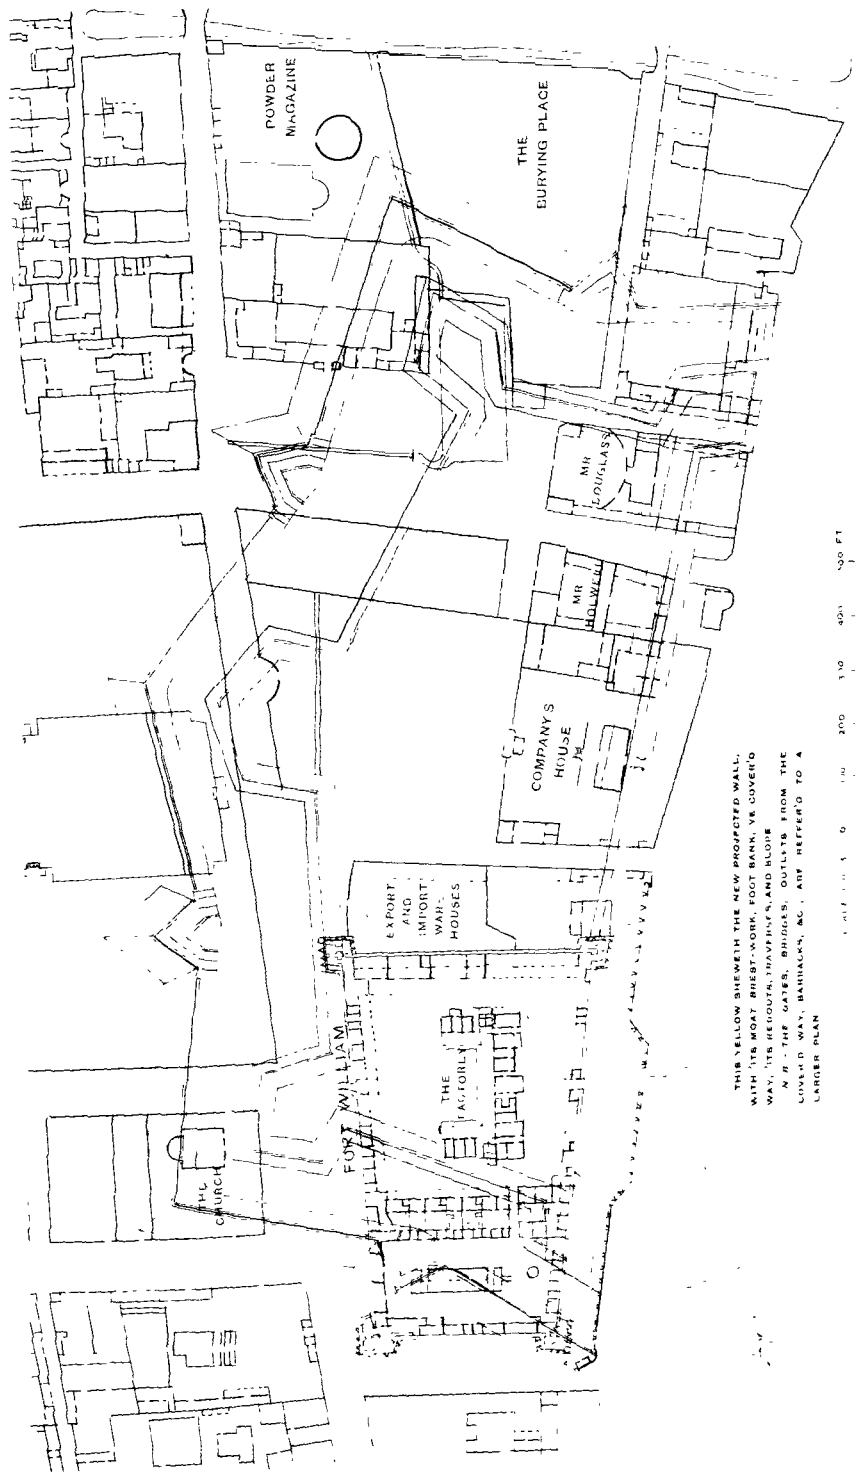 POWDER
MAGAZINE
THE
BURYING PLACE
MR
DOUGLASS
MR
HOLWELL
COMPANY'S
HOUSE
EXPORT
AND
IMPORT
WARE
HOUSES
FORT WILLIAM
THE
FACTORY
THE
CHURCH
THIS YELLOW SHEWETH THE NEW PROJECTED WALL,
WITH ITS MOAT BREST-WORK, FOOT BANK, YE COVER'D
WAY, ITS REDOUTS, TRAVERSES, AND SLOPE
N B - THE GATES, BRIDGES, OUTLETS FROM THE
COVER'D WAY, BARRACKS, &C, ARE REFFER'D TO A
LARGER PLAN
0 100 200 300 400 500 FT